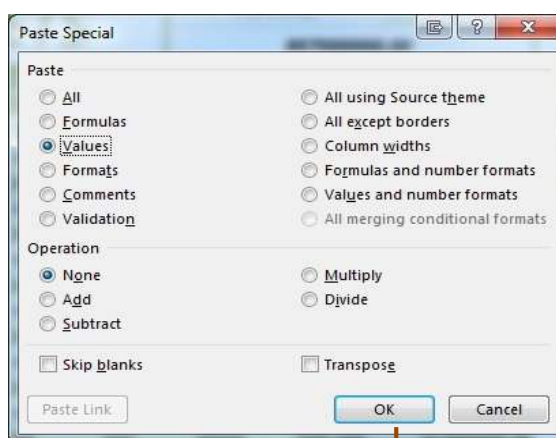 Paste Special
Paste
All
All using Source theme
Formulas
All except borders
Values
Column widths
Formats
Formulas and number formats
Comments
Values and number formats
Validation
All merging conditional formats
Operation
None
Multiply
Add
Divide
Subtract
Skip blanks
Transpose
Paste Link
OK
Cancel